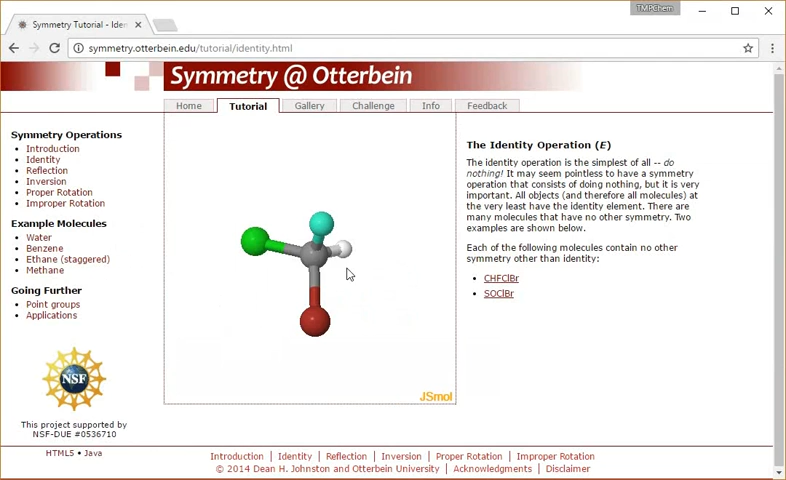 TMPChem
Symmetry Tutorial - Iden
symmetry.otterbein.edu/tutorial/identity.html
Symmetry @ Otterbein
Home
Tutorial
Gallery
Challenge
Info
Feedback
Symmetry Operations
Introduction
Identity
Reflection
Inversion
Proper Rotation
Improper Rotation
Example Molecules
Water
Benzene
Ethane (staggered)
Methane
Going Further
Point groups
Applications
NSF
This project supported by
NSF-DUE #0536710
HTML5 • Java
JSmol
The Identity Operation (E)
The identity operation is the simplest of all -- do
nothing! It may seem pointless to have a symmetry
operation that consists of doing nothing, but it is very
important. All objects (and therefore all molecules) at
the very least have the identity element. There are
many molecules that have no other symmetry. Two
examples are shown below.
Each of the following molecules contain no other
symmetry other than identity:
CHFClBr
SOClBr
Introduction | Identity | Reflection | Inversion | Proper Rotation | Improper Rotation
© 2014 Dean H. Johnston and Otterbein University | Acknowledgments | Disclaimer